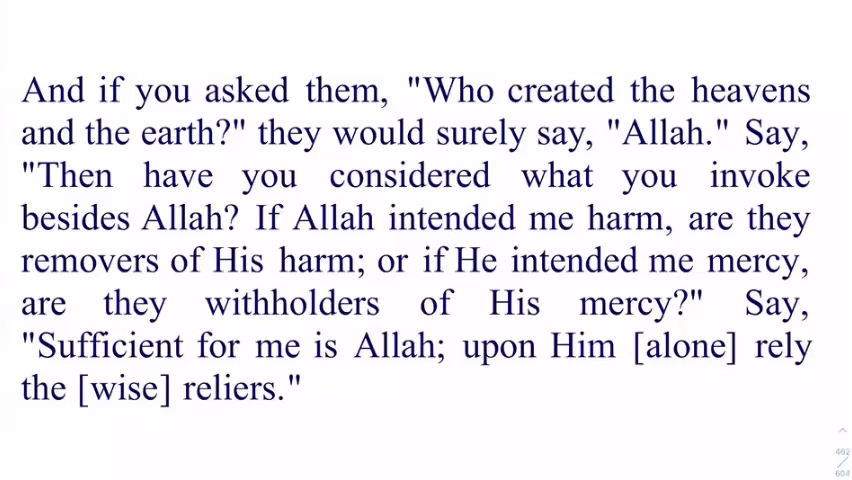 And if you asked them, "Who created the heavens
and the earth?" they would surely say, "Allah." Say,
"Then have you considered what you invoke
besides Allah? If Allah intended me harm, are they
removers of His harm; or if He intended me mercy,
are they withholders of His mercy?" Say,
"Sufficient for me is Allah; upon Him [alone] rely
the [wise] reliers."
462
604